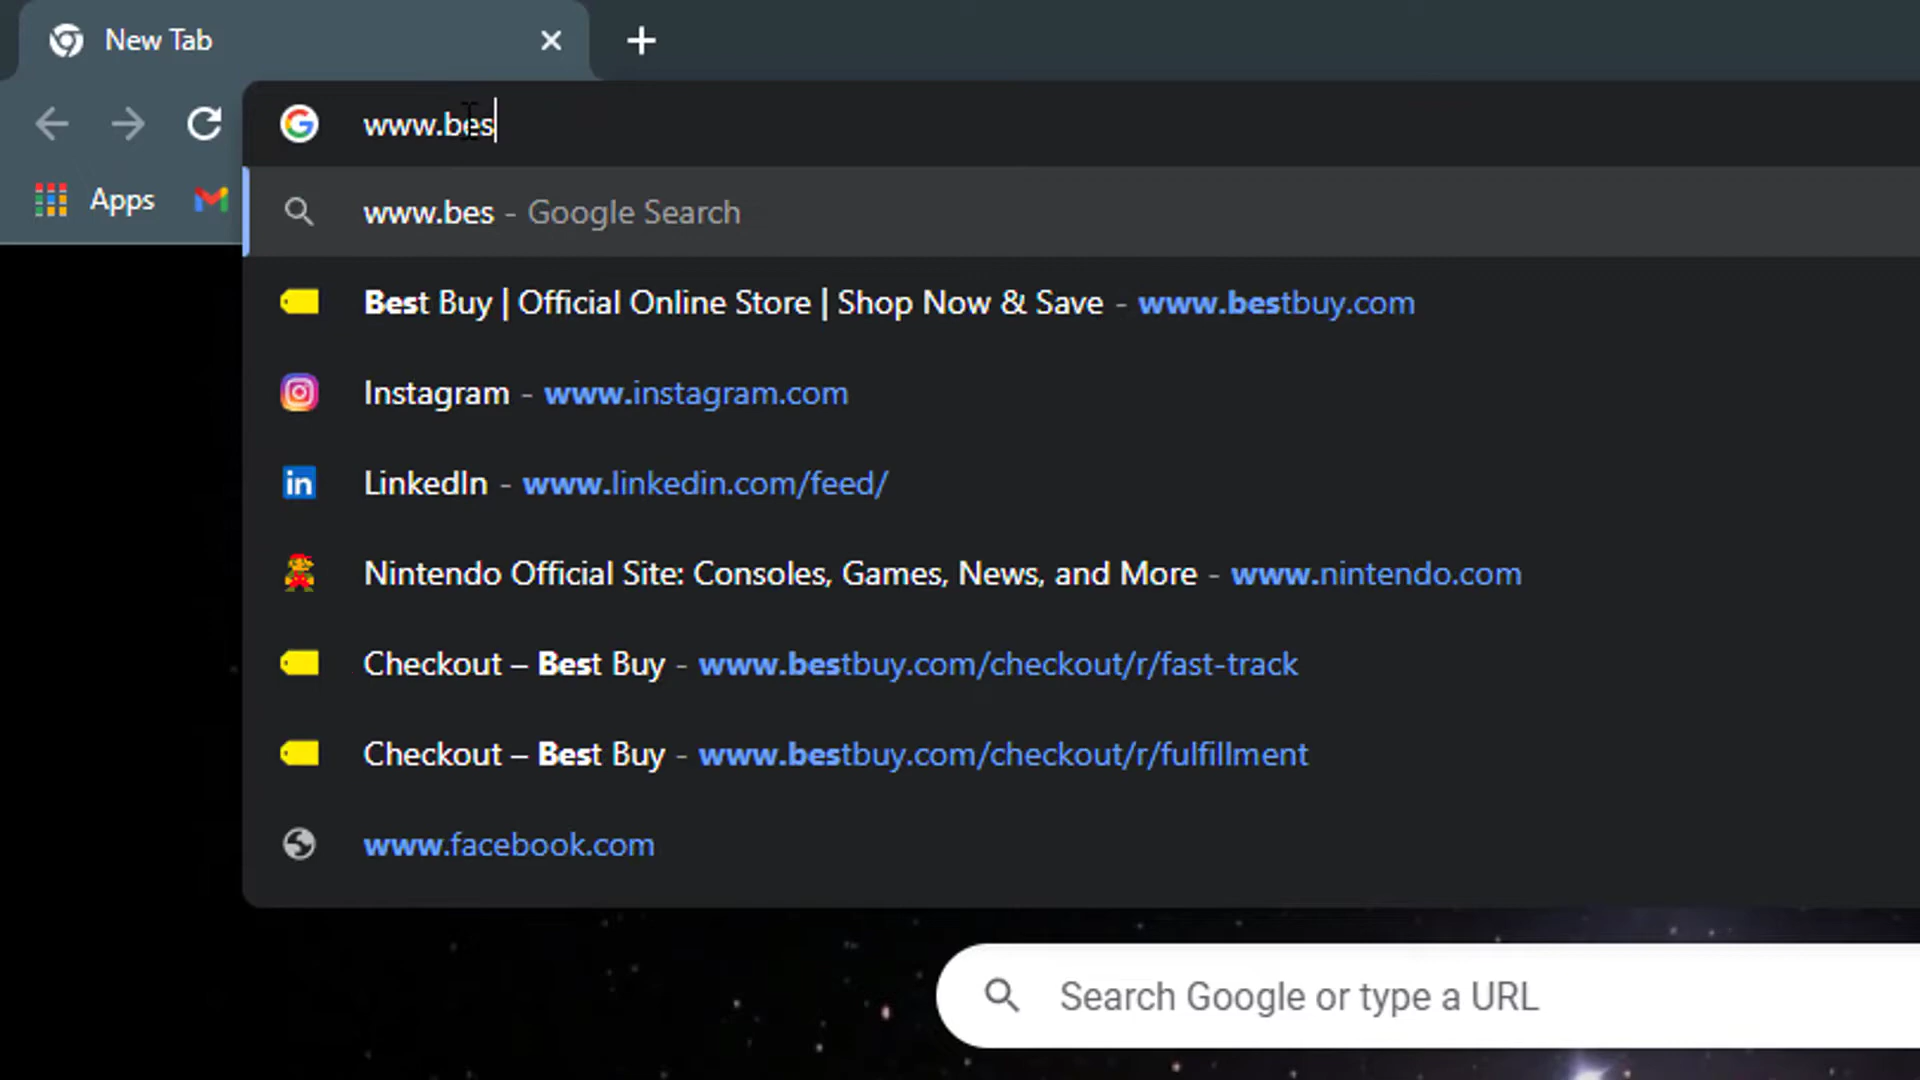 New Tab
www.bes
Apps
www.bes - Google Search
Best Buy | Official Online Store | Shop Now & Save - www.bestbuy.com
Instagram - www.instagram.com
in LinkedIn - www.linkedin.com/feed/
Nintendo Official Site: Consoles, Games, News, and More - www.nintendo.com
Checkout – Best Buy - www.bestbuy.com/checkout/r/fast-track
Checkout – Best Buy - www.bestbuy.com/checkout/r/fulfillment
www.facebook.com
Search Google or type a URL